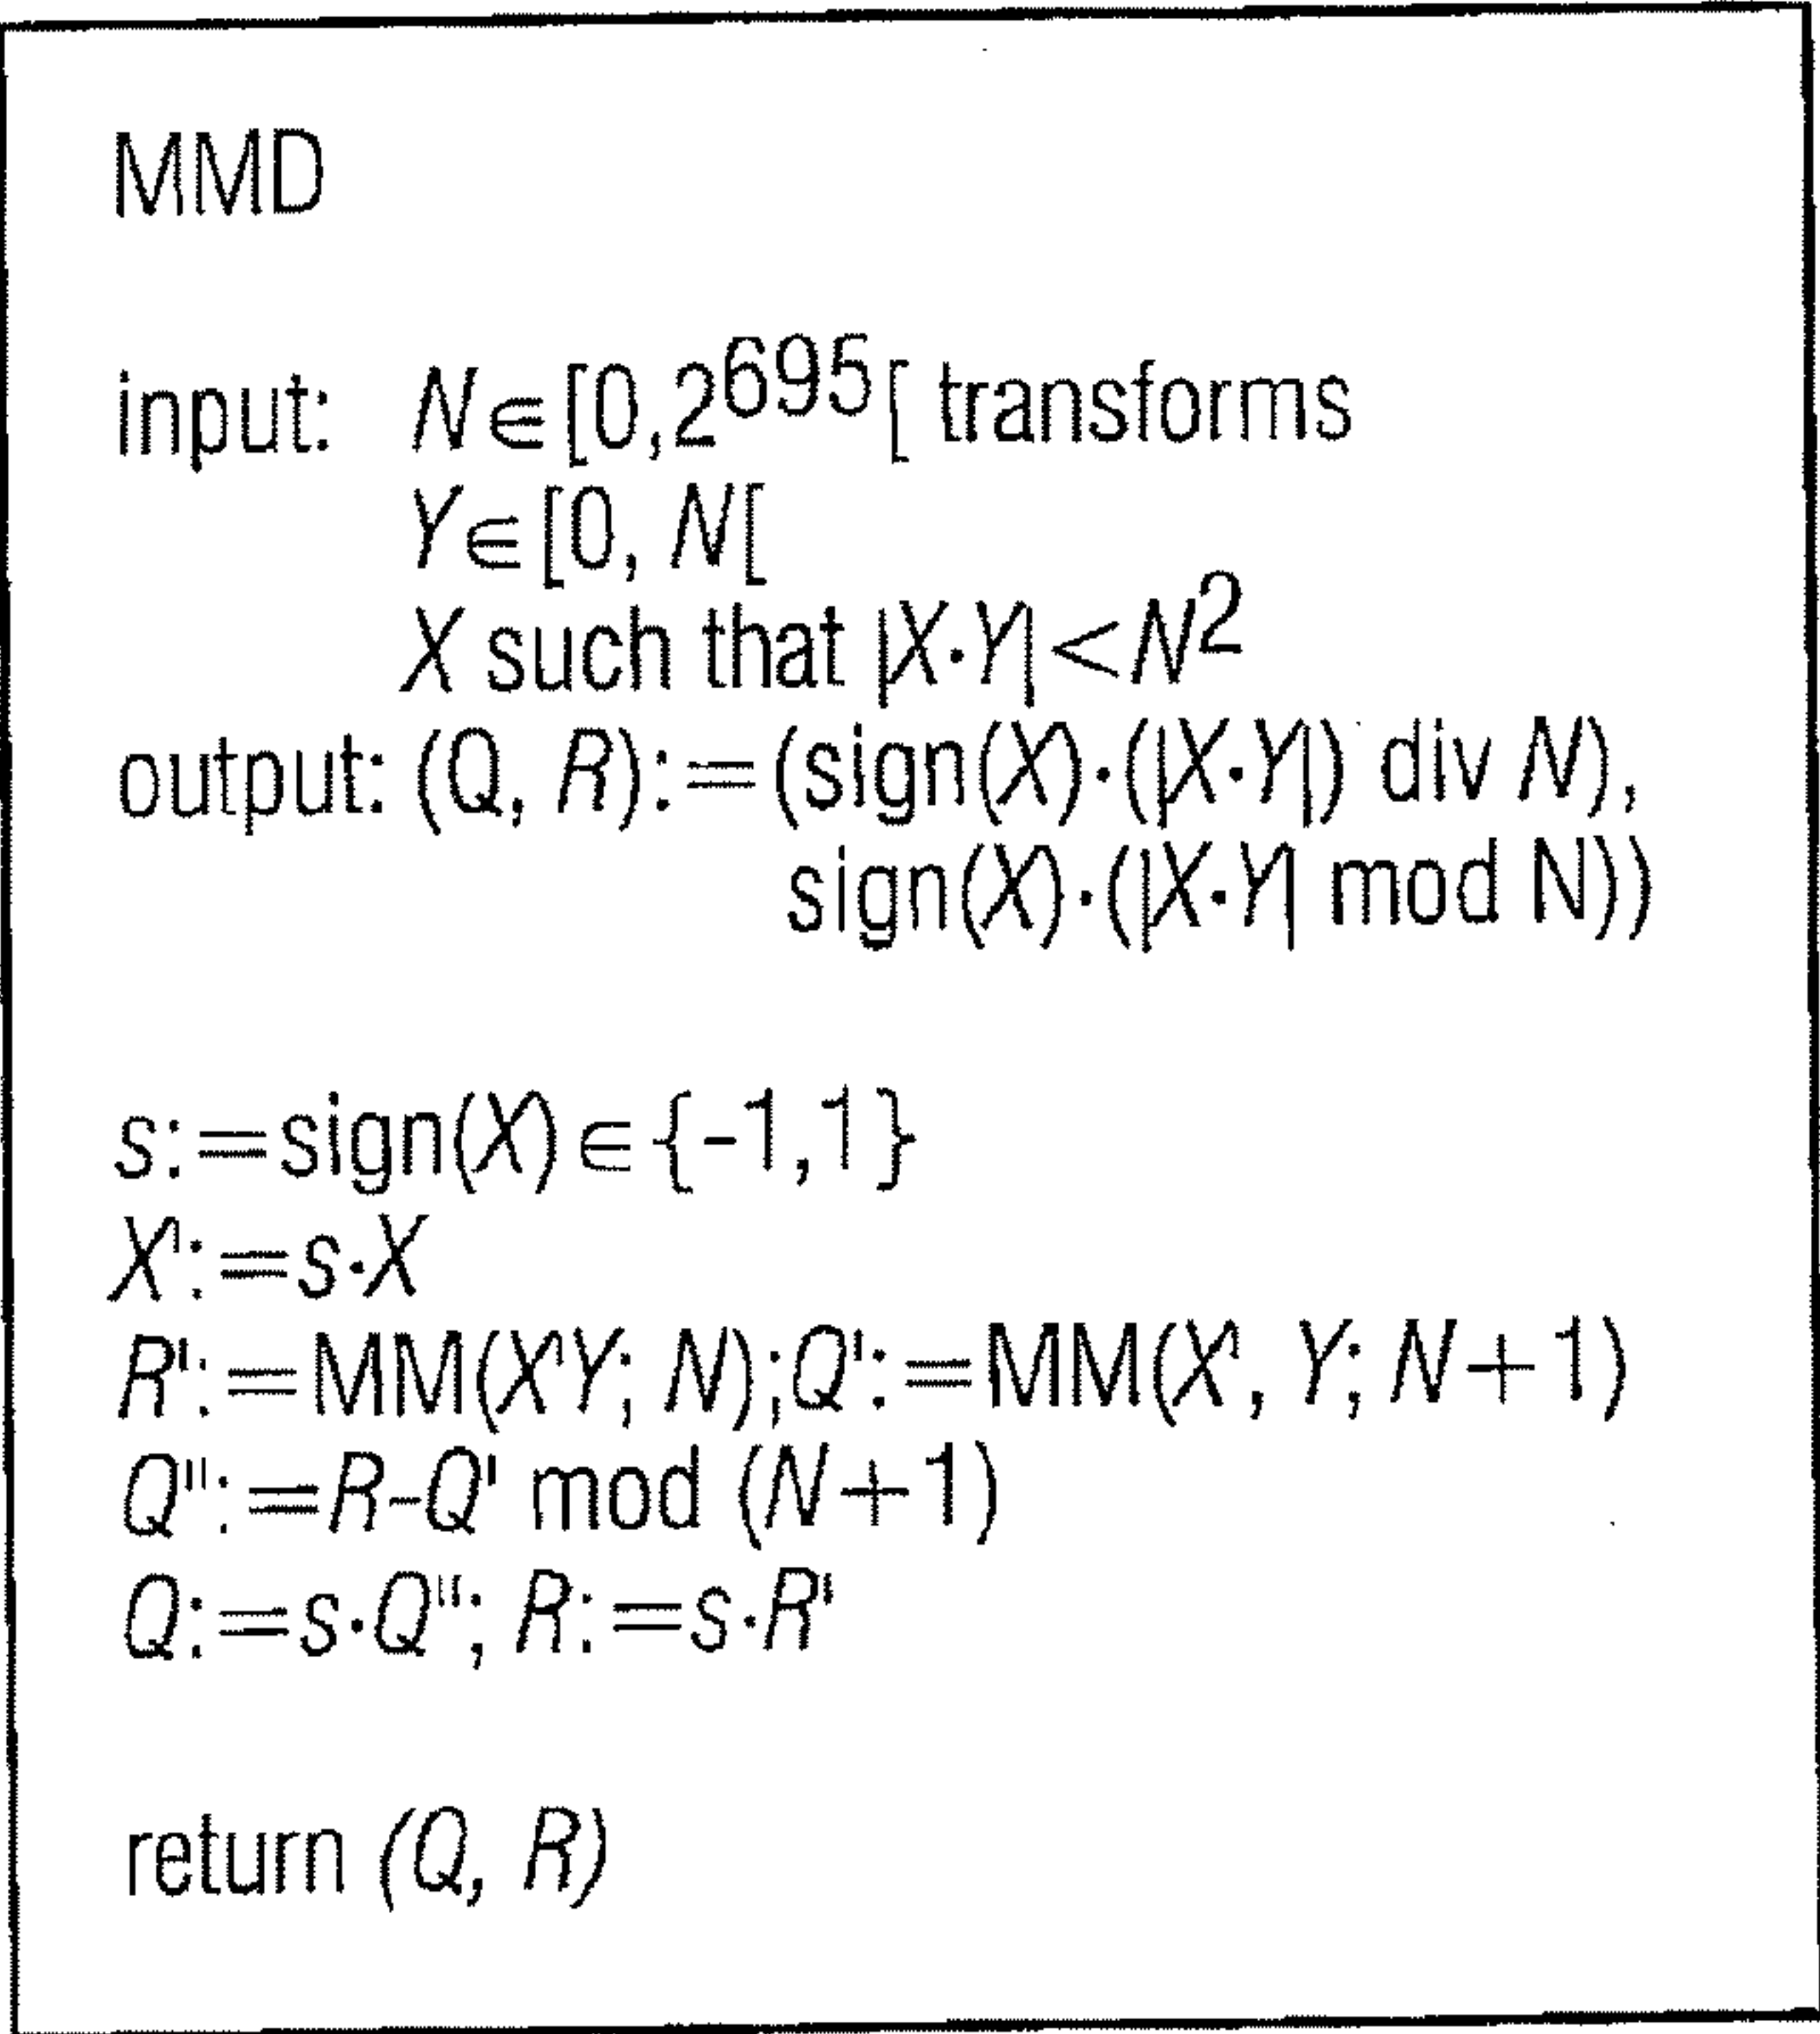 MMD
input: N∈[0,2^695[ transforms
Y∈[0, N[
X such that |X·Y|<N^2
output: (Q, R):=(sign(X)·(|X·Y|) div N),
sign(X)·(|X·Y| mod N))
s:=sign(X)∈{-1,1}
X':=s·X
R':=MM(X'Y; N);Q':=MM(X', Y; N+1)
Q'':=R-Q' mod (N+1)
Q:=s·Q''; R:=s·R'
return (Q, R)